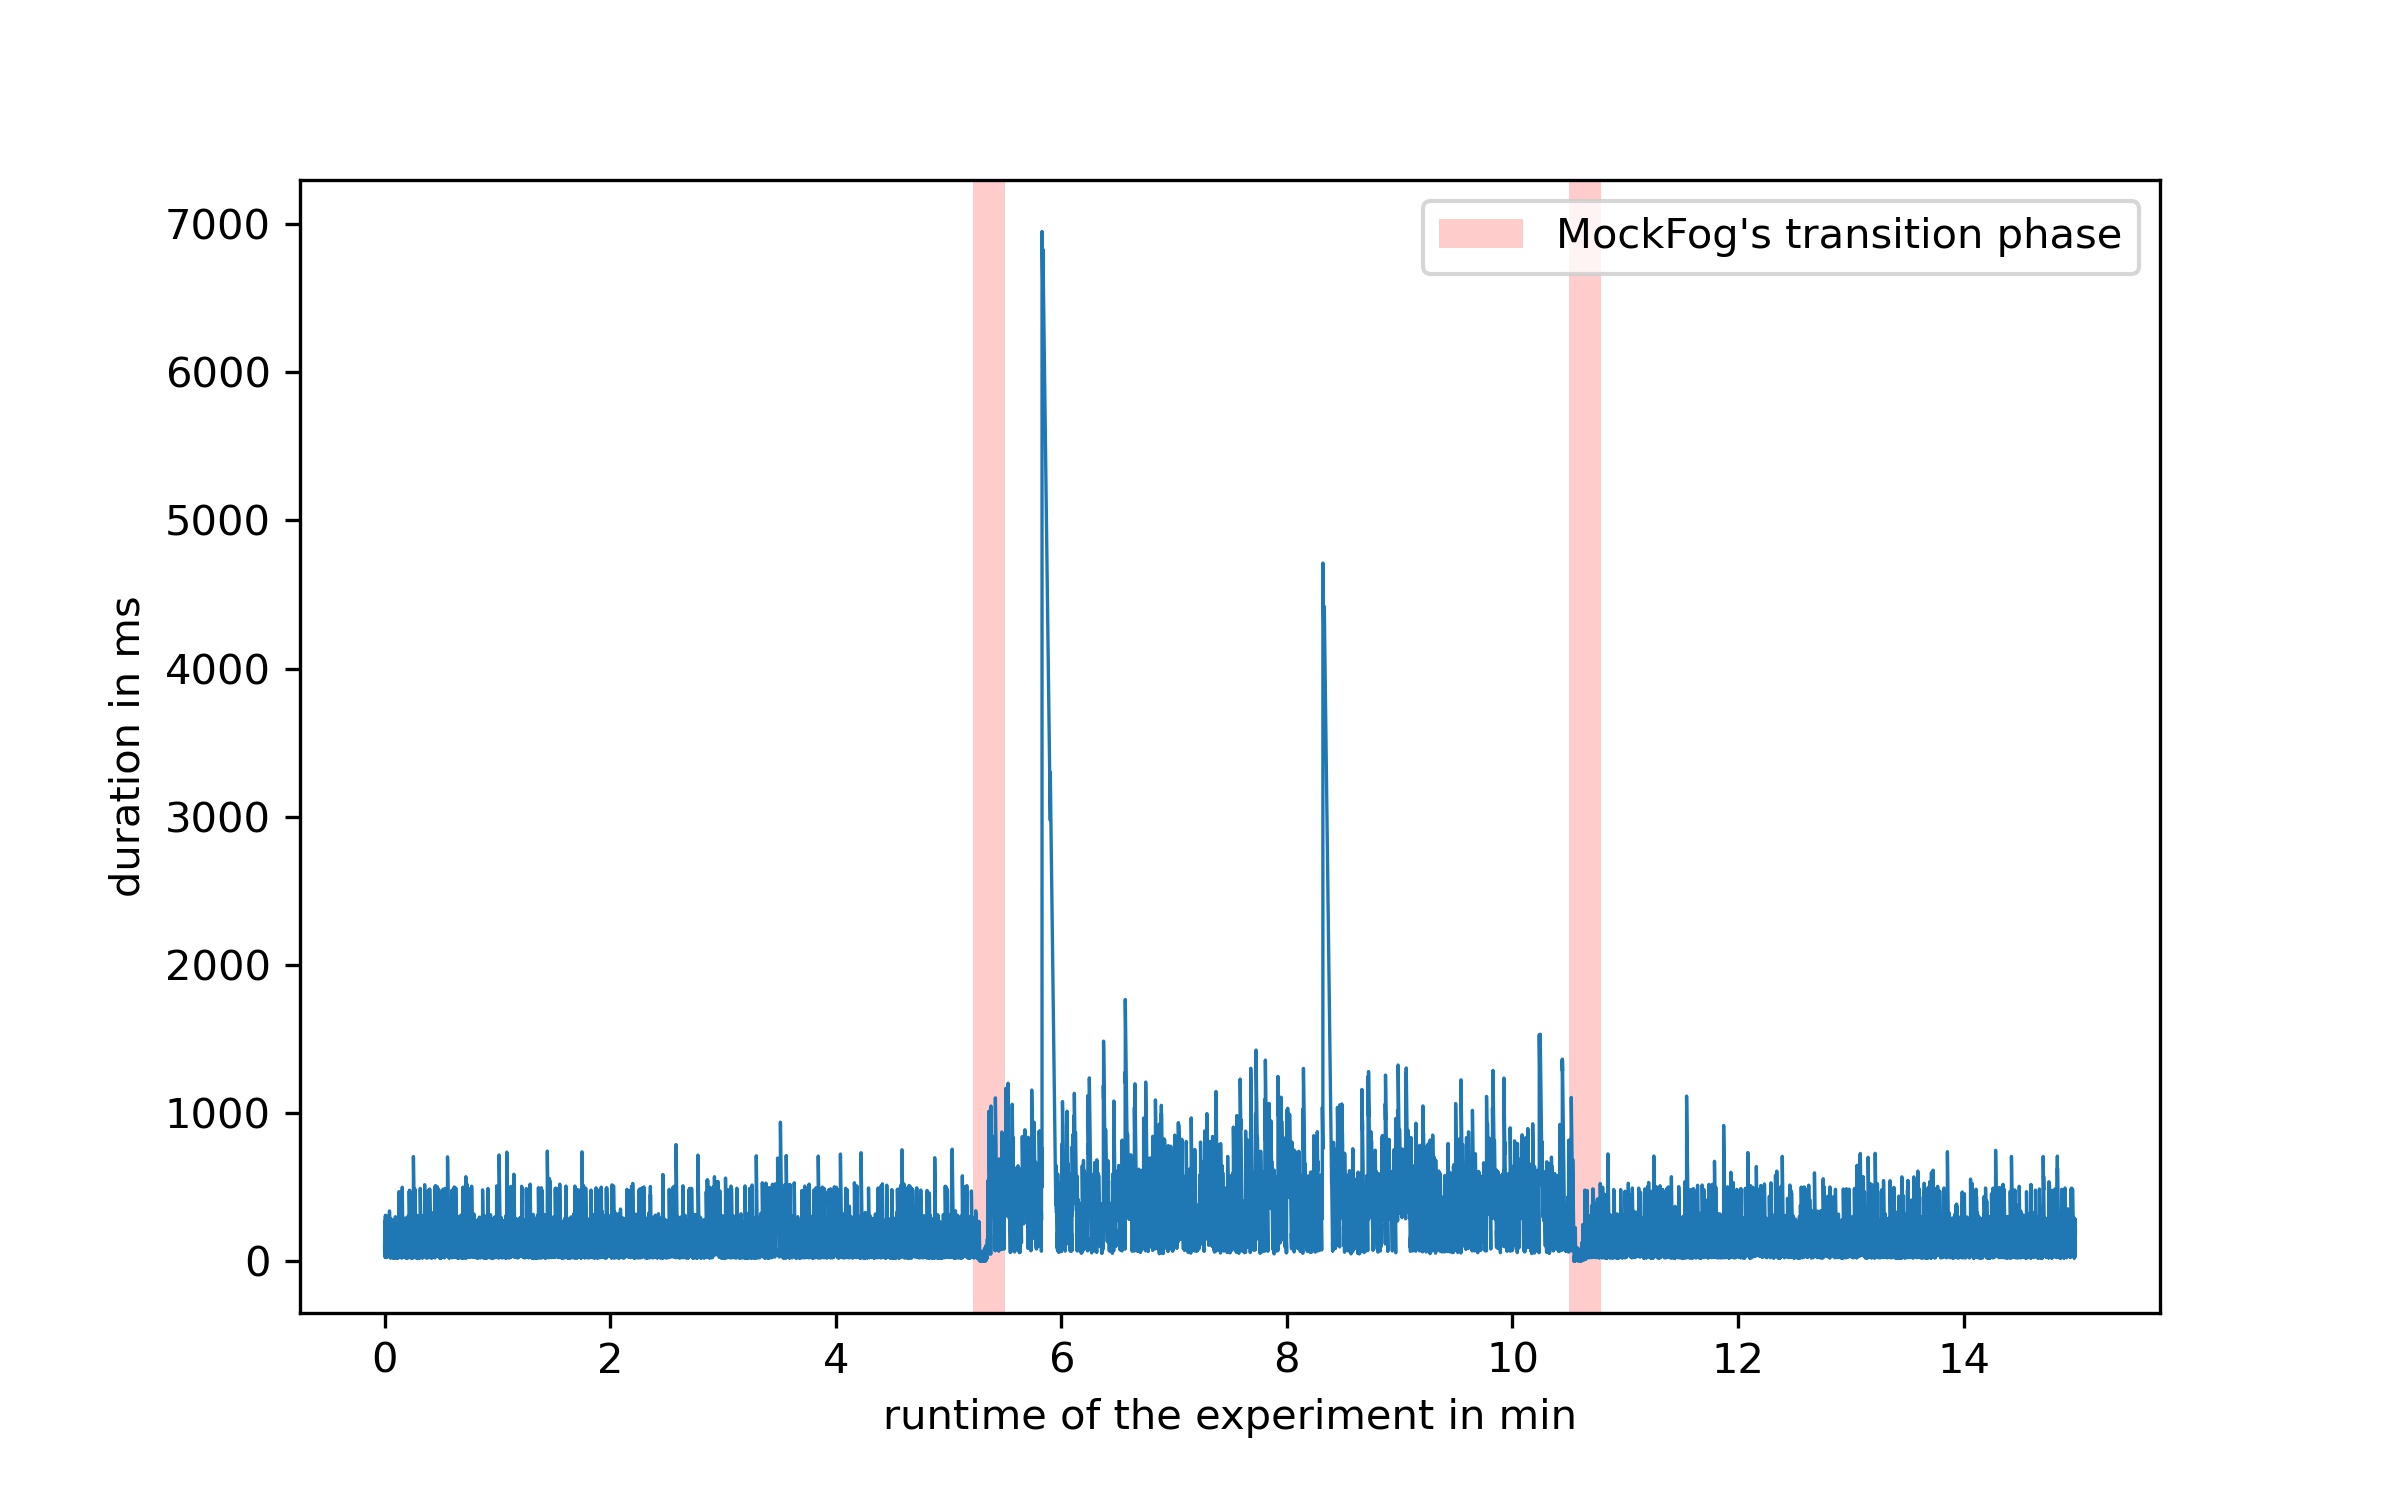 MockFog's transition phase
7000
6000
5000
4000
3000
2000
1000
0
duration in ms
0 2 4 6 8 10 12 14
runtime of the experiment in min